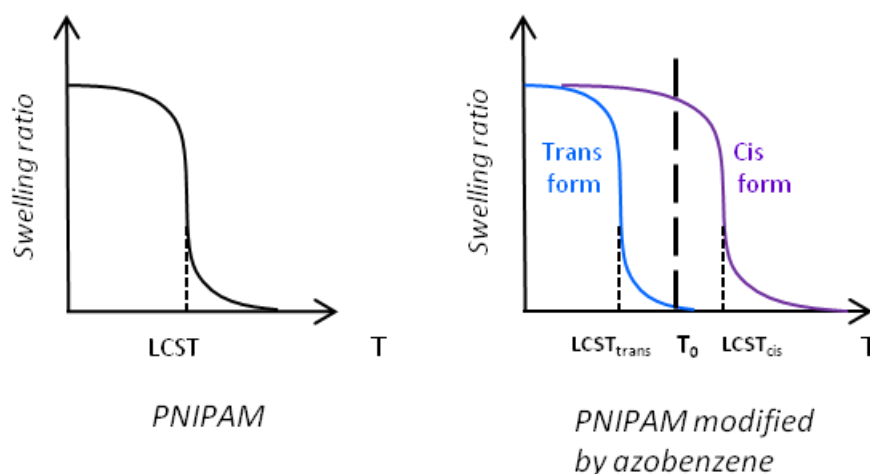 Swelling ratio
LCST
T
PNIPAM
Swelling ratio
Trans
form
Cis
form
LCSTtrans
T0
LCSTcis
T
PNIPAM modified
by azobenzene